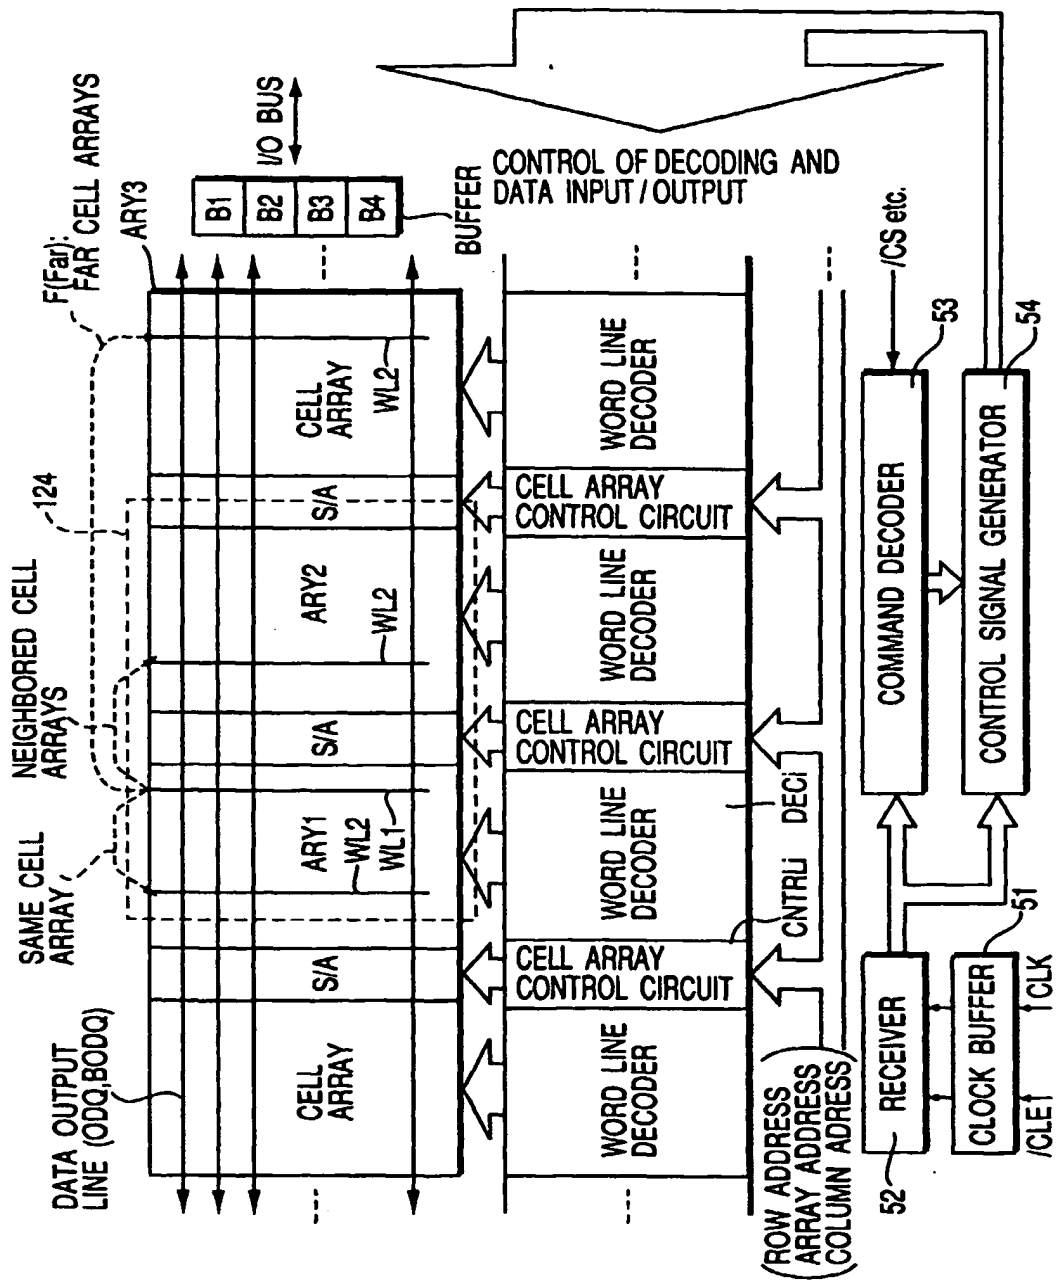 DATA OUTPUT
LINE (ODQ,BODQ)
SAME CELL
ARRAY
NEIGHBORED CELL
ARRAYS
124
F(Far):
FAR CELL ARRAYS
ARY3
CELL
ARRAY
S/A
ARY1
WL2
WL1
S/A
ARY2
WL2
S/A
CELL
ARRAY
WL2
B1
B2
B3
B4
I/O BUS
BUFFER
WORD LINE
DECODER
CELL ARRAY
CONTROL CIRCUIT
WORD LINE
DECODER
CELL ARRAY
CONTROL CIRCUIT
WORD LINE
DECODER
CELL ARRAY
CONTROL CIRCUIT
WORD LINE
DECODER
CONTROL OF DECODING AND
DATA INPUT/OUTPUT
CNTRLi
DECi
ROW ADDRESS
ARRAY ADDRESS
COLUMN ADRESS
52
RECEIVER
COMMAND DECODER
/CS etc.
53
CLOCK BUFFER
51
CONTROL SIGNAL GENERATOR
54
/CLE1
CLK